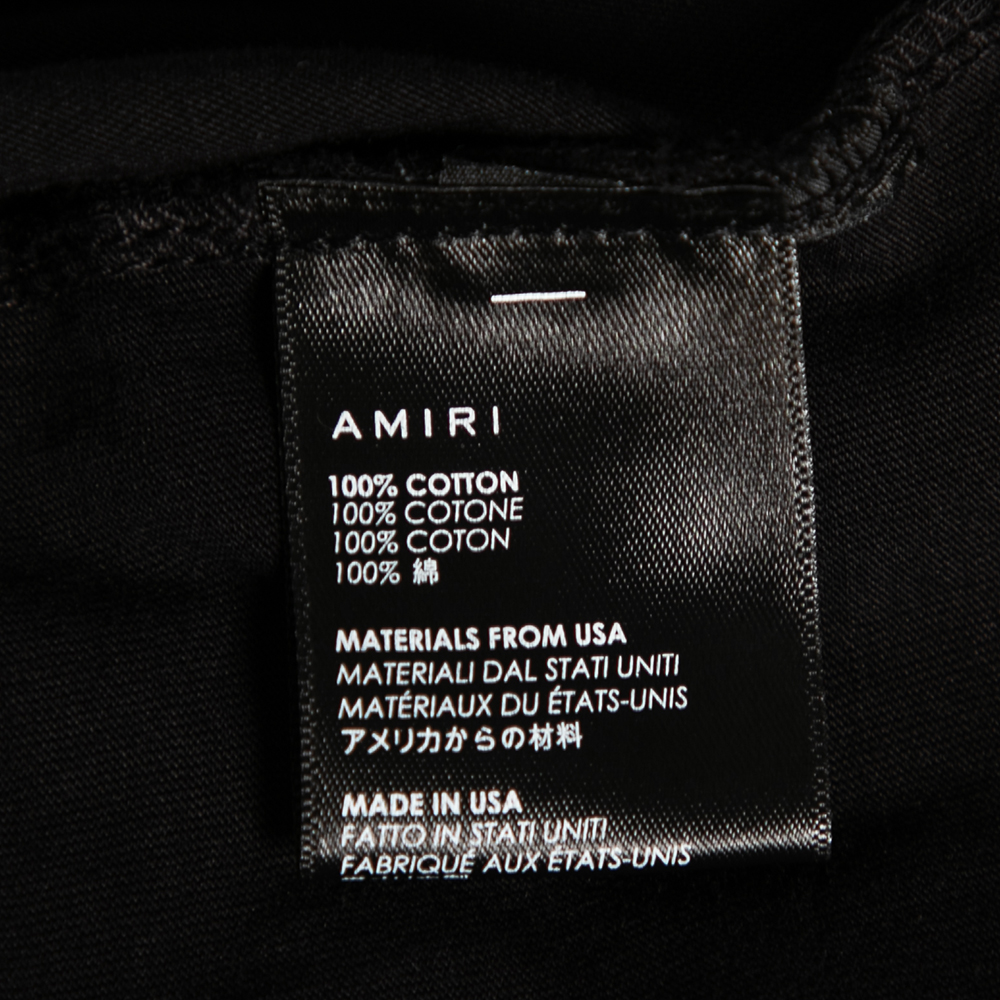 AMIRI
100% COTTON
100% COTONE
100% COTON
100% 綿
MATERIALS FROM USA
MATERIALI DAL STATI UNITI
MATÉRIAUX DU ÉTATS-UNIS
アメリカからの材料
MADE IN USA
FATTO IN STATI UNITI
FABRIQUÉ AUX ÉTATS-UNIS